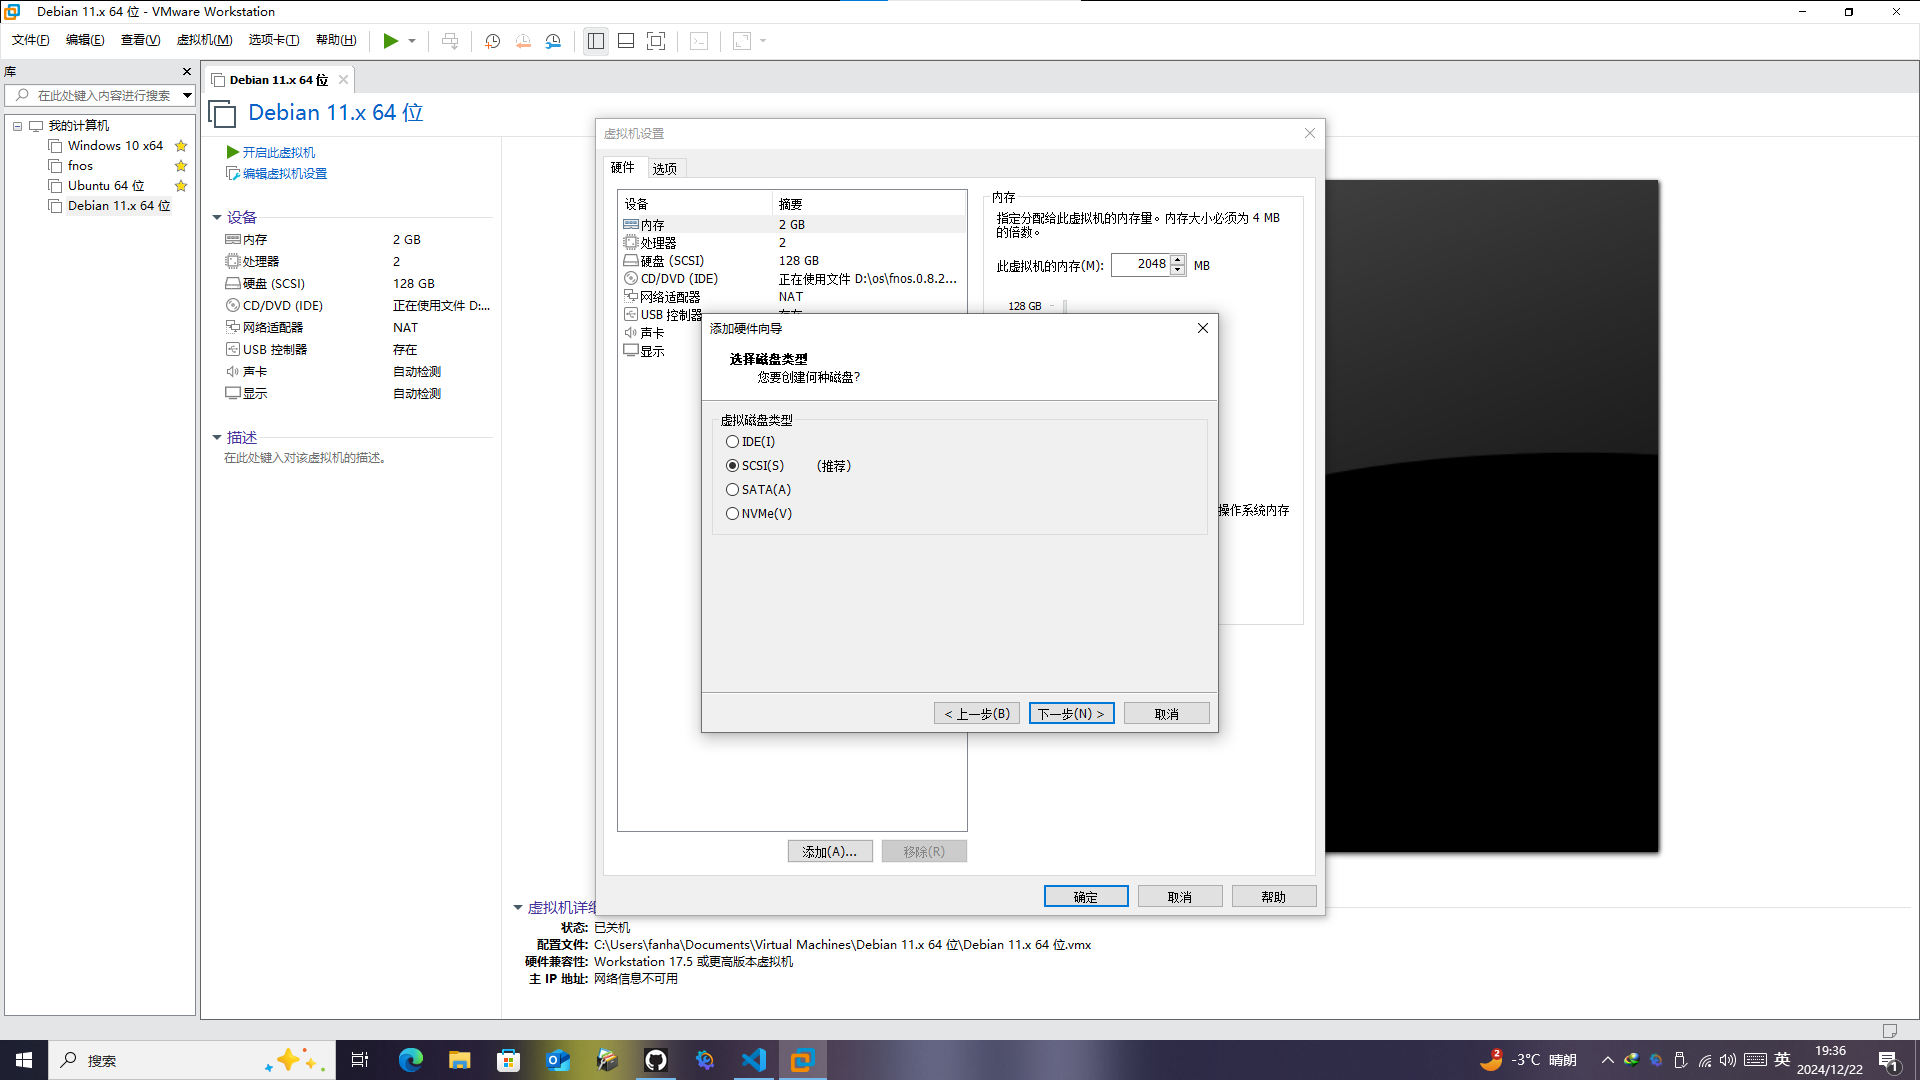 Debian 11.x 64 位 - VMware Workstation
文件(F) 编辑(E) 查看(V) 虚拟机(M) 选项卡(T) 帮助(H)
库
在此处键入内容进行搜索
我的计算机
Windows 10 x64
fnos
Ubuntu 64 位
Debian 11.x 64 位
Debian 11.x 64 位
Debian 11.x 64 位
开启此虚拟机
编辑虚拟机设置
设备
内存 2 GB
处理器 2
硬盘 (SCSI) 128 GB
CD/DVD (IDE) 正在使用文件 D:...
网络适配器 NAT
USB 控制器 存在
声卡 自动检测
显示 自动检测
描述
在此处键入对该虚拟机的描述。
虚拟机设置
硬件 选项
设备 摘要
内存 2 GB
处理器 2
硬盘 (SCSI) 128 GB
CD/DVD (IDE) 正在使用文件 D:\os\fnos.0.8.2...
网络适配器 NAT
USB 控制器 存在
声卡
显示
内存
指定分配给此虚拟机的内存量。内存大小必须为 4 MB
的倍数。
此虚拟机的内存(M): 2048 MB
128 GB
操作系统内存
添加硬件向导
选择磁盘类型
您要创建何种磁盘?
虚拟磁盘类型
IDE(I)
SCSI(S) (推荐)
SATA(A)
NVMe(V)
< 上一步(B) 下一步(N) > 取消
添加(A)... 移除(R)
确定 取消 帮助
虚拟机详细
状态: 已关机
配置文件: C:\Users\fanha\Documents\Virtual Machines\Debian 11.x 64 位\Debian 11.x 64 位.vmx
硬件兼容性: Workstation 17.5 或更高版本虚拟机
主 IP 地址: 网络信息不可用
搜索
2
-3°C 晴朗
英
19:36
2024/12/22
1